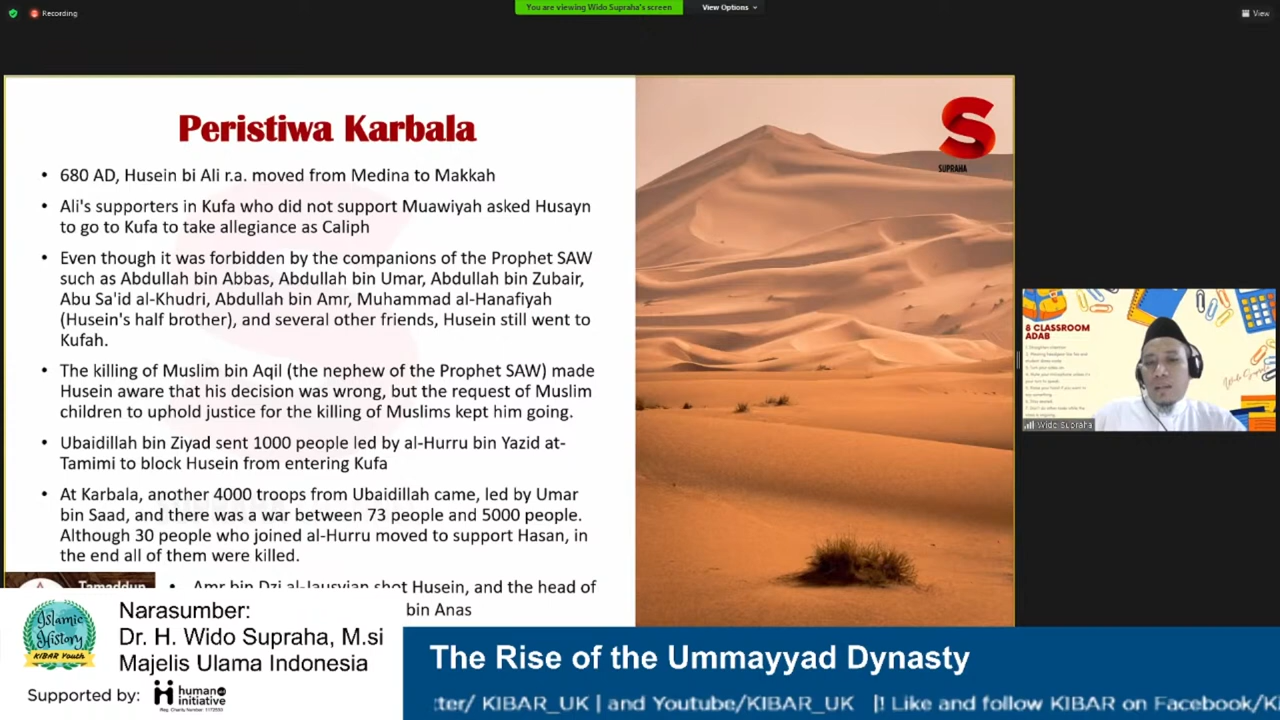 Recording
You are viewing Wido Supraha's screen
View Options
View
Peristiwa Karbala
• 680 AD, Husein bi Ali r.a. moved from Medina to Makkah
• Ali's supporters in Kufa who did not support Muawiyah asked Husayn
to go to Kufa to take allegiance as Caliph
• Even though it was forbidden by the companions of the Prophet SAW
such as Abdullah bin Abbas, Abdullah bin Umar, Abdullah bin Zubair,
Abu Sa'id al-Khudri, Abdullah bin Amr, Muhammad al-Hanafiyah
(Husein's half brother), and several other friends, Husein still went to
Kufah.
• The killing of Muslim bin Aqil (the nephew of the Prophet SAW) made
Husein aware that his decision was wrong, but the request of Muslim
children to uphold justice for the killing of Muslims kept him going.
• Ubaidillah bin Ziyad sent 1000 people led by al-Hurru bin Yazid at-
Tamimi to block Husein from entering Kufa
• At Karbala, another 4000 troops from Ubaidillah came, led by Umar
bin Saad, and there was a war between 73 people and 5000 people.
Although 30 people who joined al-Hurru moved to support Hasan, in
the end all of them were killed.
• Amr bin Dzi al-Jausyian shot Husein, and the head of
bin Anas
S
SUPRAHA
8 CLASSROOM
ADAB
Wido Supraha
Tamaddun
Islamic
History
KIBAR Youth
Narasumber:
Dr. H. Wido Supraha, M.si
Majelis Ulama Indonesia
Supported by:
human
initiative
The Rise of the Ummayyad Dynasty
ter/ KIBAR_UK | and Youtube/KIBAR_UK |! Like and follow KIBAR on Facebook/K